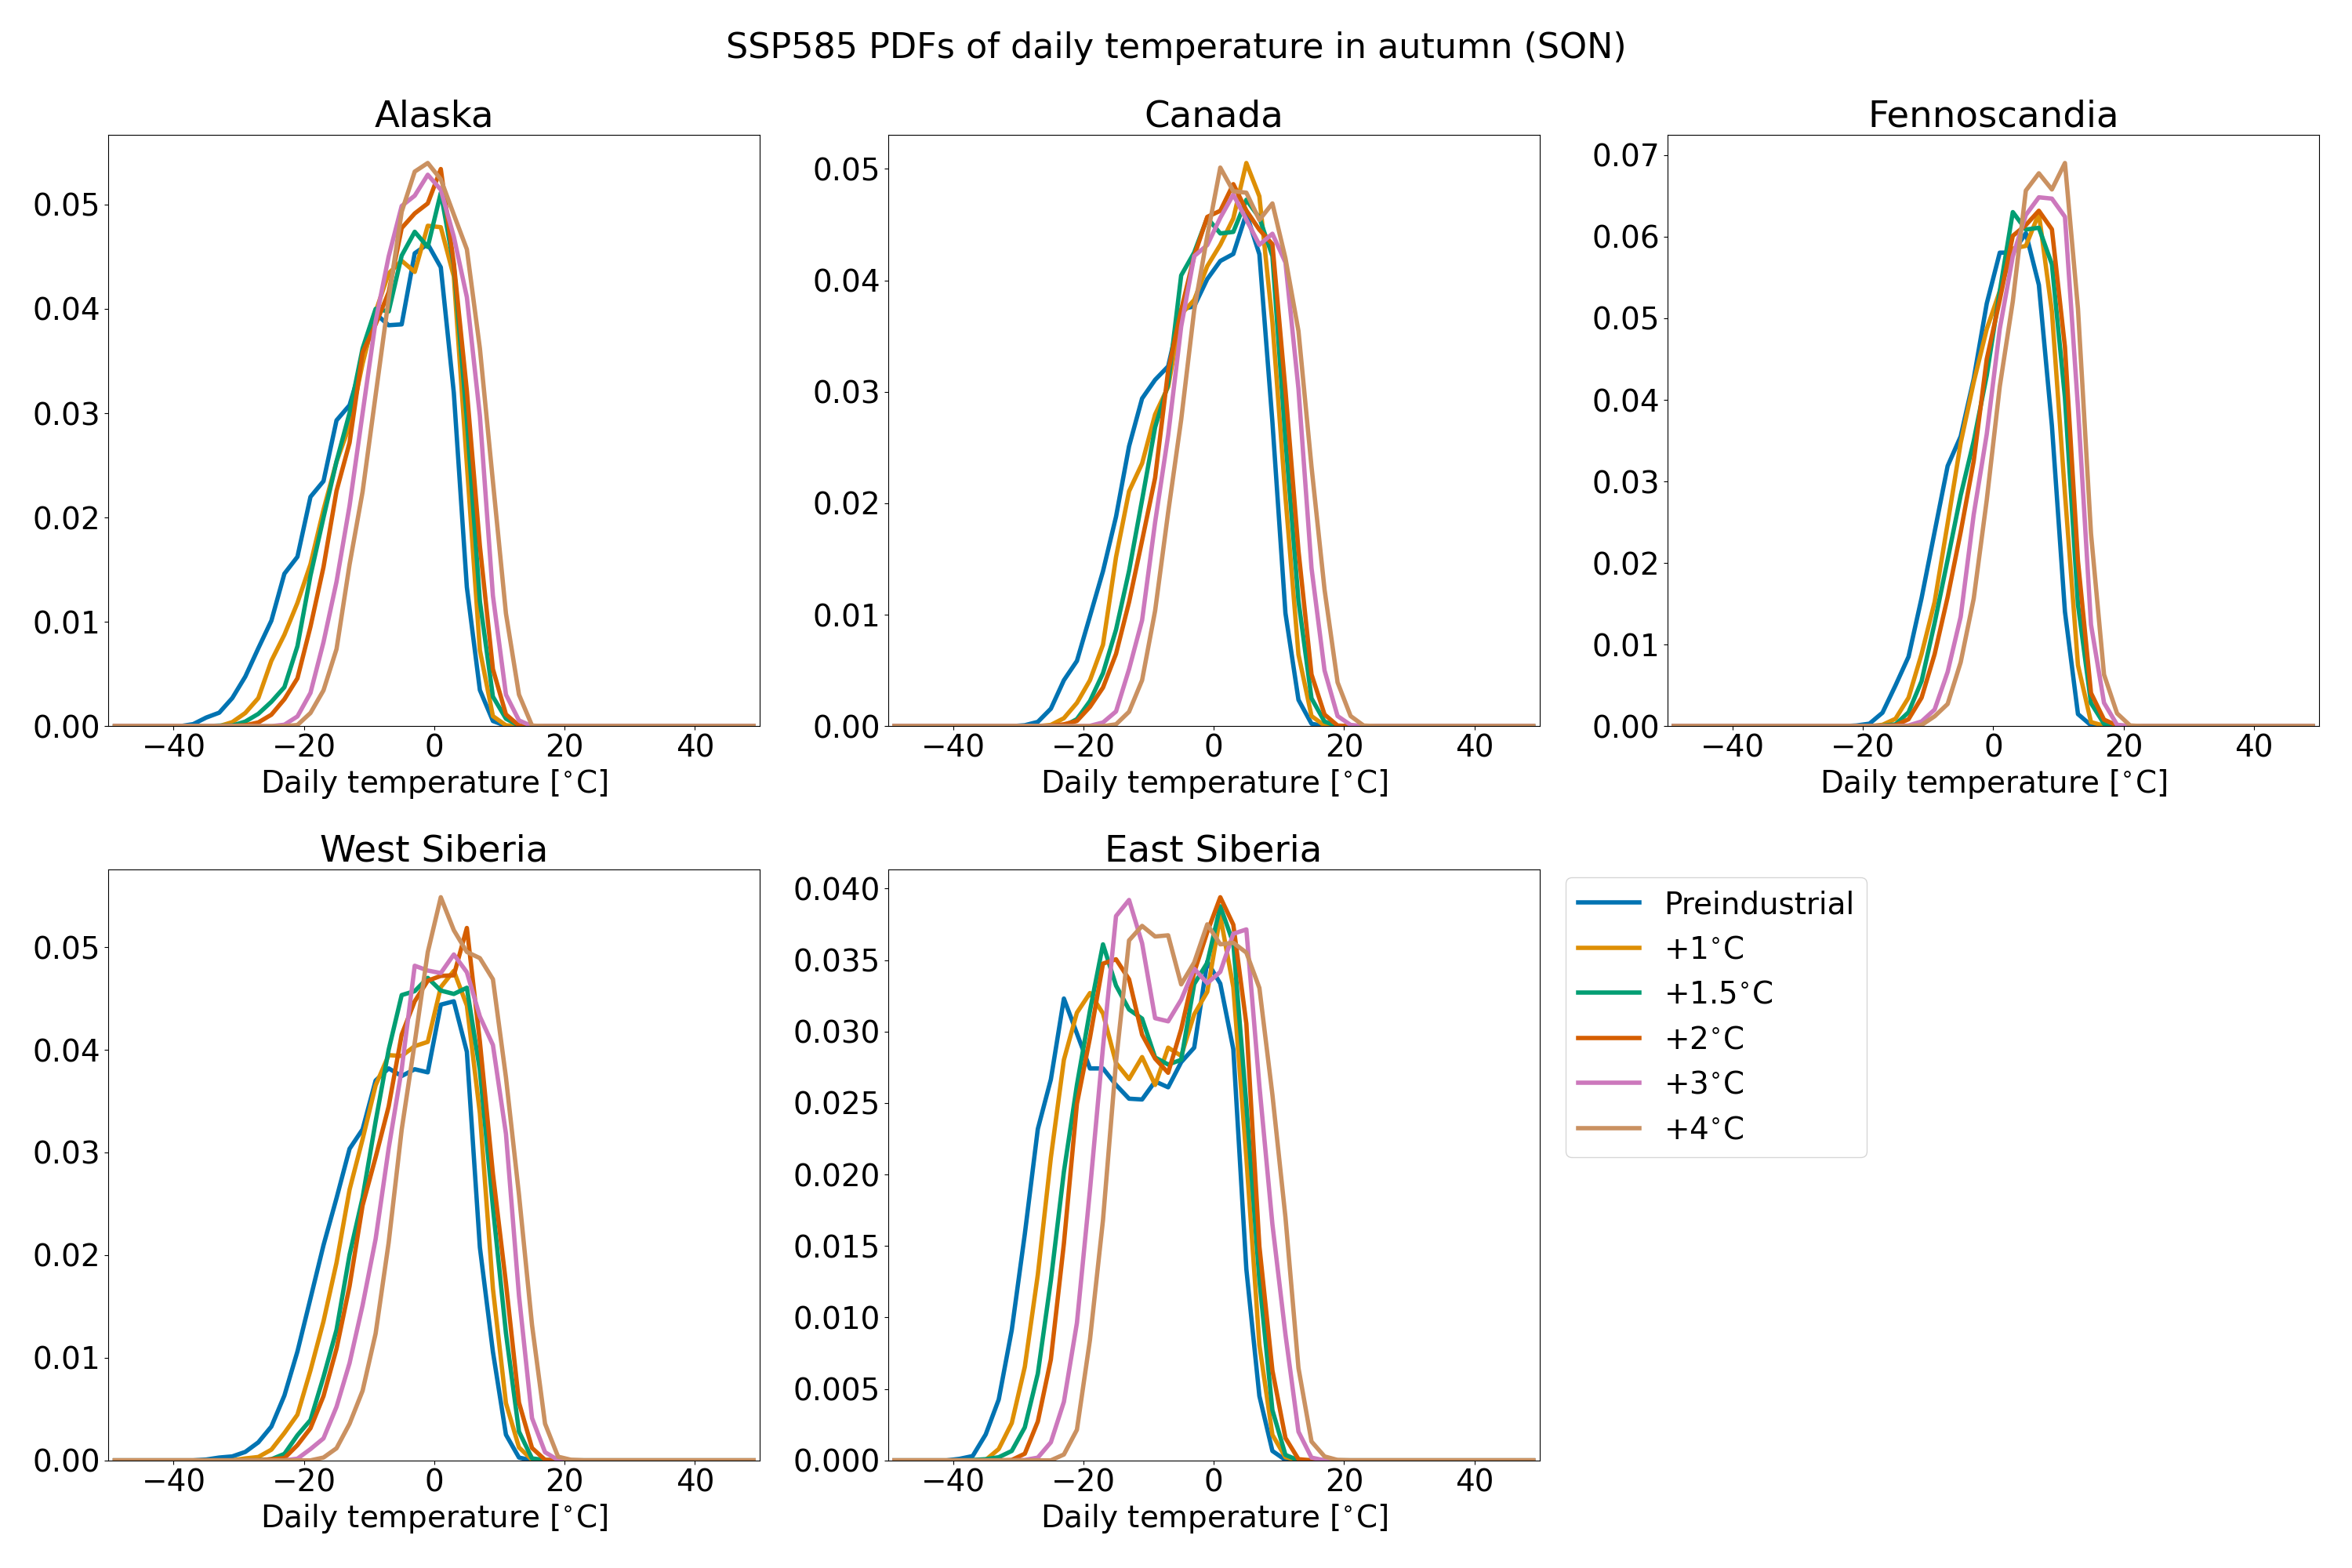 SSP585 PDFs of daily temperature in autumn (SON)
Alaska
0.05
0.04
0.03
0.02
0.01
0.00
−40 −20 0 20 40
Daily temperature [°C]
Canada
0.05
0.04
0.03
0.02
0.01
0.00
−40 −20 0 20 40
Daily temperature [°C]
Fennoscandia
0.07
0.06
0.05
0.04
0.03
0.02
0.01
0.00
−40 −20 0 20 40
Daily temperature [°C]
West Siberia
0.05
0.04
0.03
0.02
0.01
0.00
−40 −20 0 20 40
Daily temperature [°C]
East Siberia
0.040
0.035
0.030
0.025
0.020
0.015
0.010
0.005
0.000
−40 −20 0 20 40
Daily temperature [°C]
Preindustrial
+1°C
+1.5°C
+2°C
+3°C
+4°C